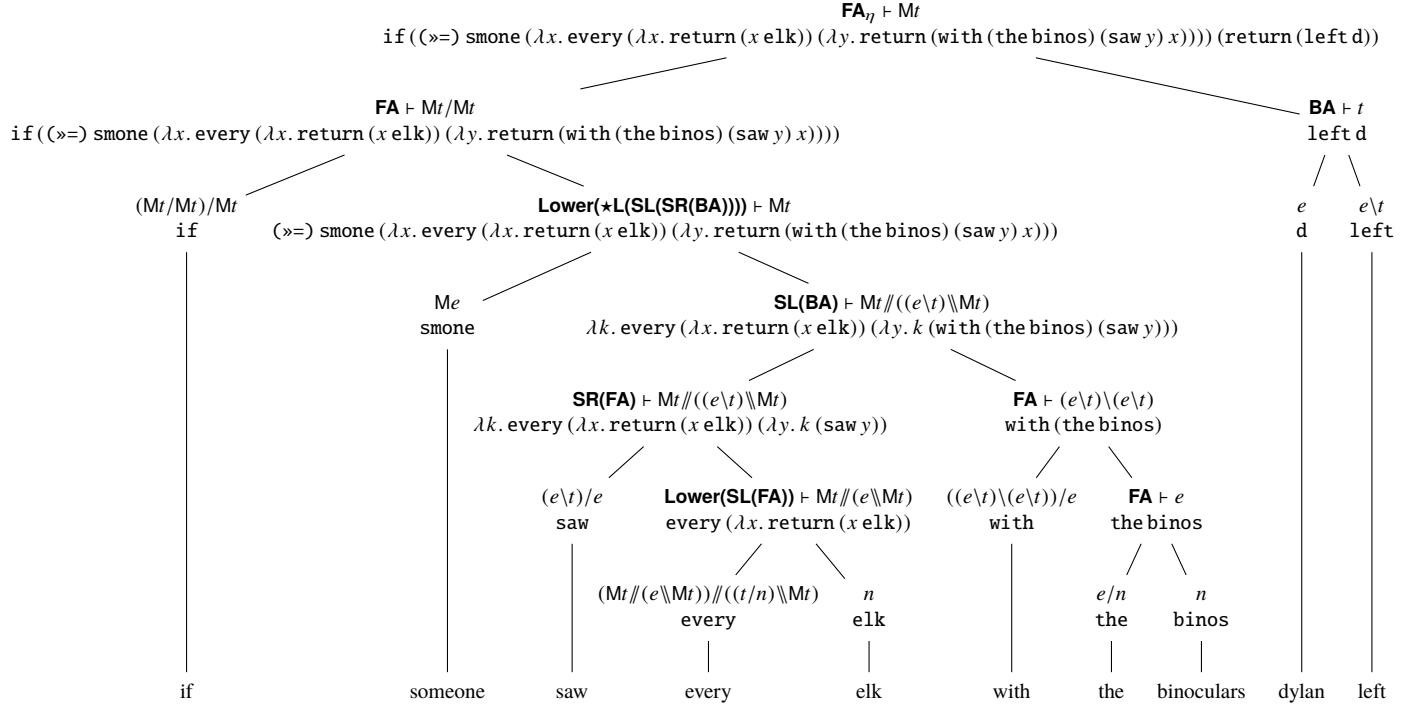 FA_η ⊢ Mt
if ((»=) smone (λx. every (λx. return (x elk)) (λy. return (with (the binos) (saw y) x)))) (return (left d))
FA ⊢ Mt/Mt
BA ⊢ t
if ((»=) smone (λx. every (λx. return (x elk)) (λy. return (with (the binos) (saw y) x))))
left d
(Mt/Mt)/Mt
Lower(★L(SL(SR(BA)))) ⊢ Mt
e
e\t
if
(»=) smone (λx. every (λx. return (x elk)) (λy. return (with (the binos) (saw y) x)))
d
left
Me
SL(BA) ⊢ Mt⫽((e\t)⑊Mt)
smone
λk. every (λx. return (x elk)) (λy. k (with (the binos) (saw y)))
SR(FA) ⊢ Mt⫽((e\t)⑊Mt)
FA ⊢ (e\t)\(e\t)
λk. every (λx. return (x elk)) (λy. k (saw y))
with (the binos)
(e\t)/e
Lower(SL(FA)) ⊢ Mt⫽(e⑊Mt)
((e\t)\(e\t))/e
FA ⊢ e
saw
every (λx. return (x elk))
with
the binos
(Mt⫽(e⑊Mt))⫽((t/n)⑊Mt)
n
e/n
n
every
elk
the
binos
if someone saw every elk with the binoculars dylan left